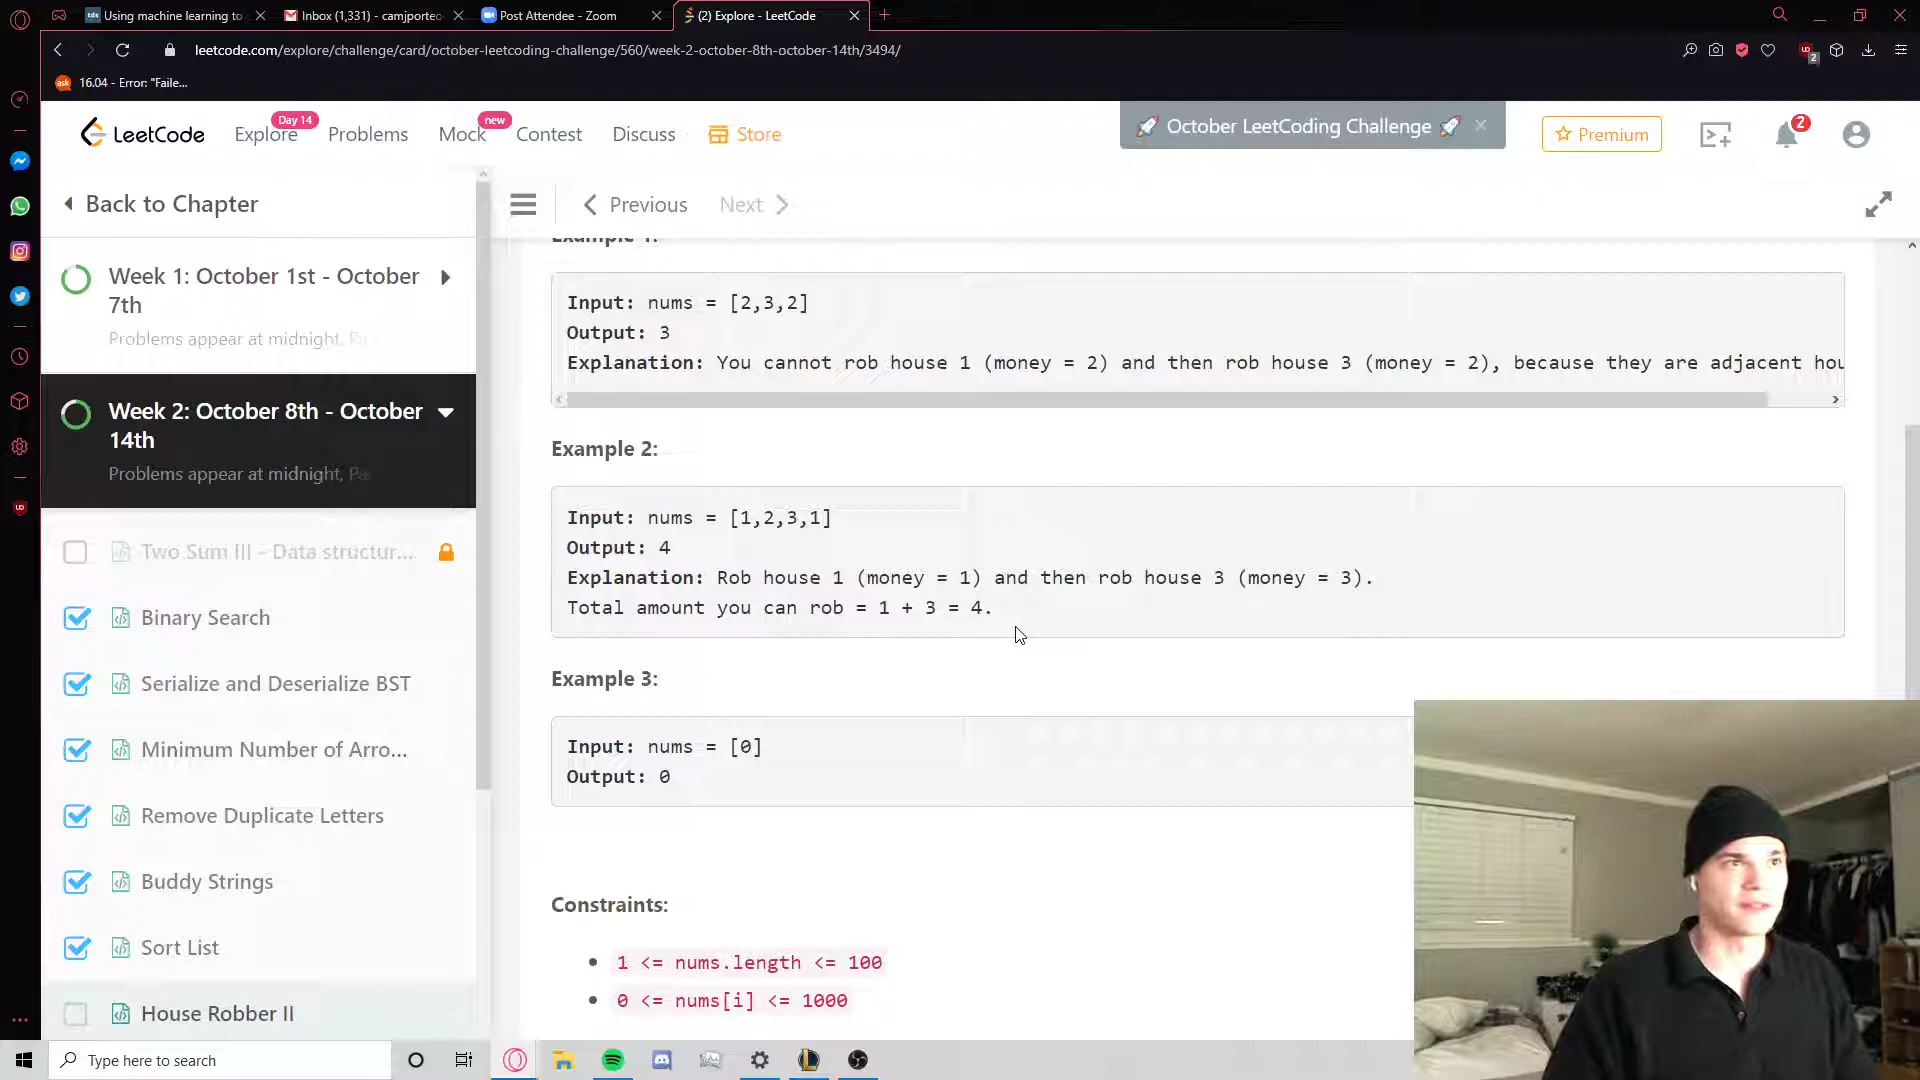 Using machine learning to
Inbox (1,331) - camjporteo
Post Attendee - Zoom
(2) Explore - LeetCode
leetcode.com/explore/challenge/card/october-leetcoding-challenge/560/week-2-october-8th-october-14th/3494/
2
ask 16.04 - Error: "Faile...
LeetCode
Explore
Day 14
Problems
Mock
new
Contest
Discuss
Store
October LeetCoding Challenge
Premium
2
Back to Chapter
Previous
Next
Week 1: October 1st - October
7th
Problems appear at midnight,
Week 2: October 8th - October
14th
Problems appear at midnight,
Two Sum III - Data structur...
Binary Search
Serialize and Deserialize BST
Minimum Number of Arro...
Remove Duplicate Letters
Buddy Strings
Sort List
House Robber II
Example 1:
Input: nums = [2,3,2]
Output: 3
Explanation: You cannot rob house 1 (money = 2) and then rob house 3 (money = 2), because they are adjacent hou
Example 2:
Input: nums = [1,2,3,1]
Output: 4
Explanation: Rob house 1 (money = 1) and then rob house 3 (money = 3).
Total amount you can rob = 1 + 3 = 4.
Example 3:
Input: nums = [0]
Output: 0
Constraints:
1 <= nums.length <= 100
0 <= nums[i] <= 1000
Type here to search